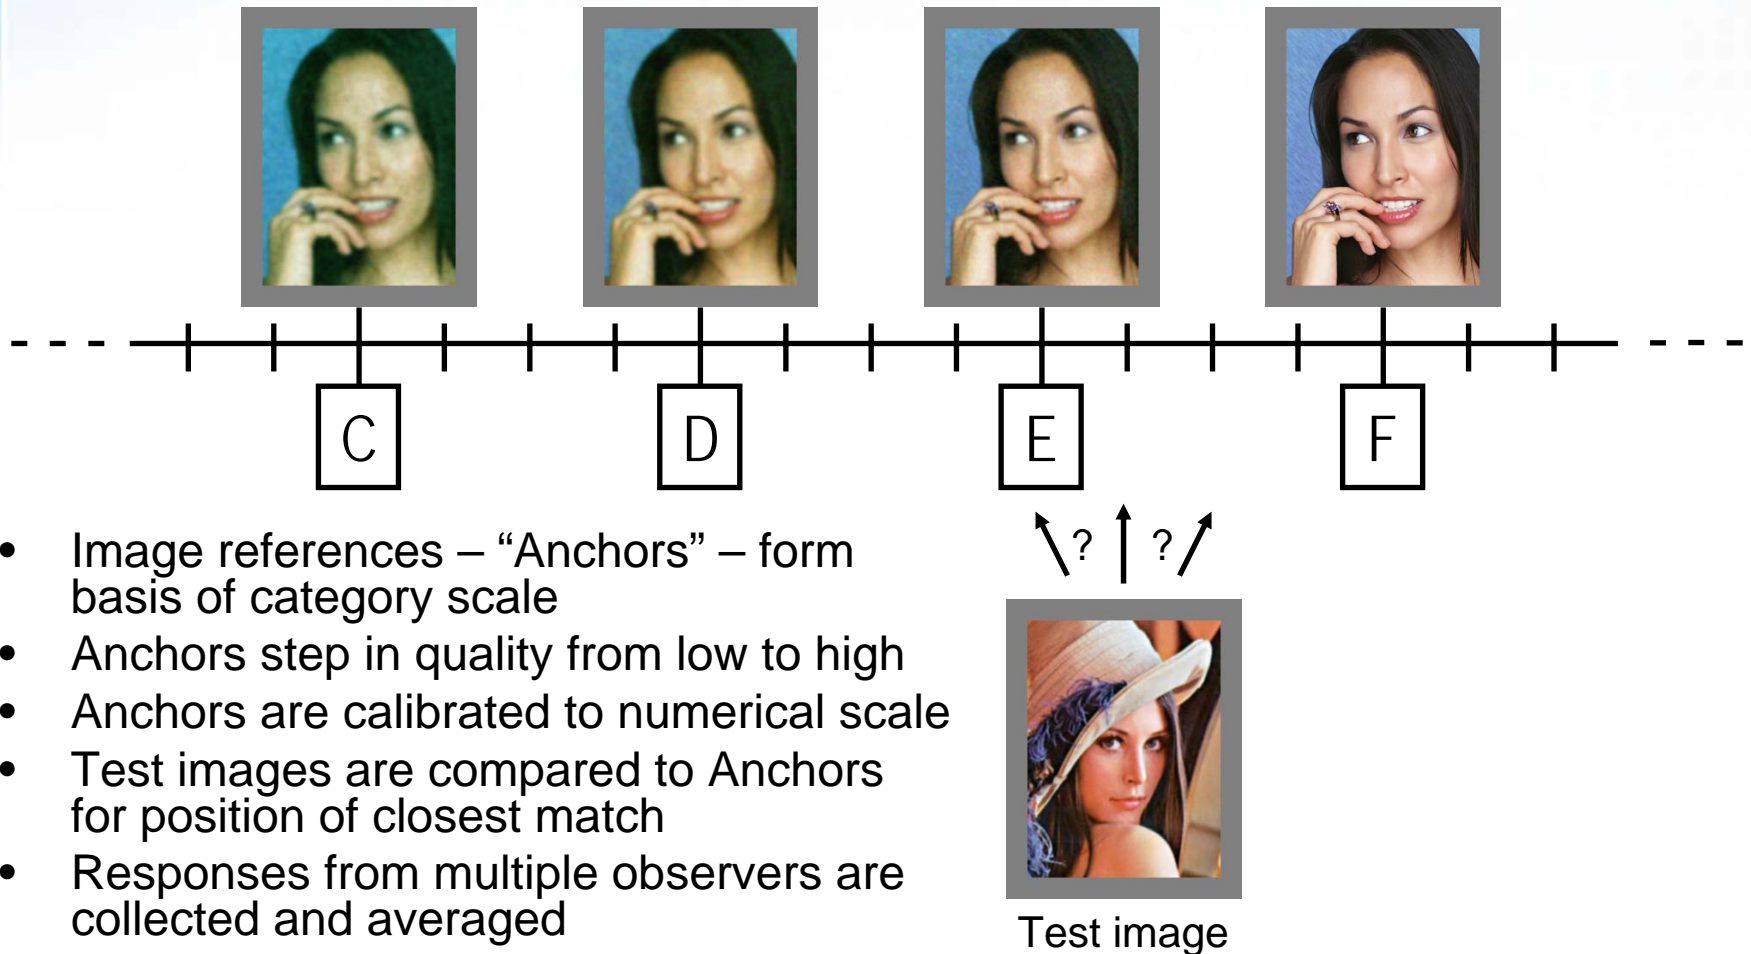 C
D
E
F
• Image references – “Anchors” – form
basis of category scale
• Anchors step in quality from low to high
• Anchors are calibrated to numerical scale
• Test images are compared to Anchors
for position of closest match
• Responses from multiple observers are
collected and averaged
? ?
Test image